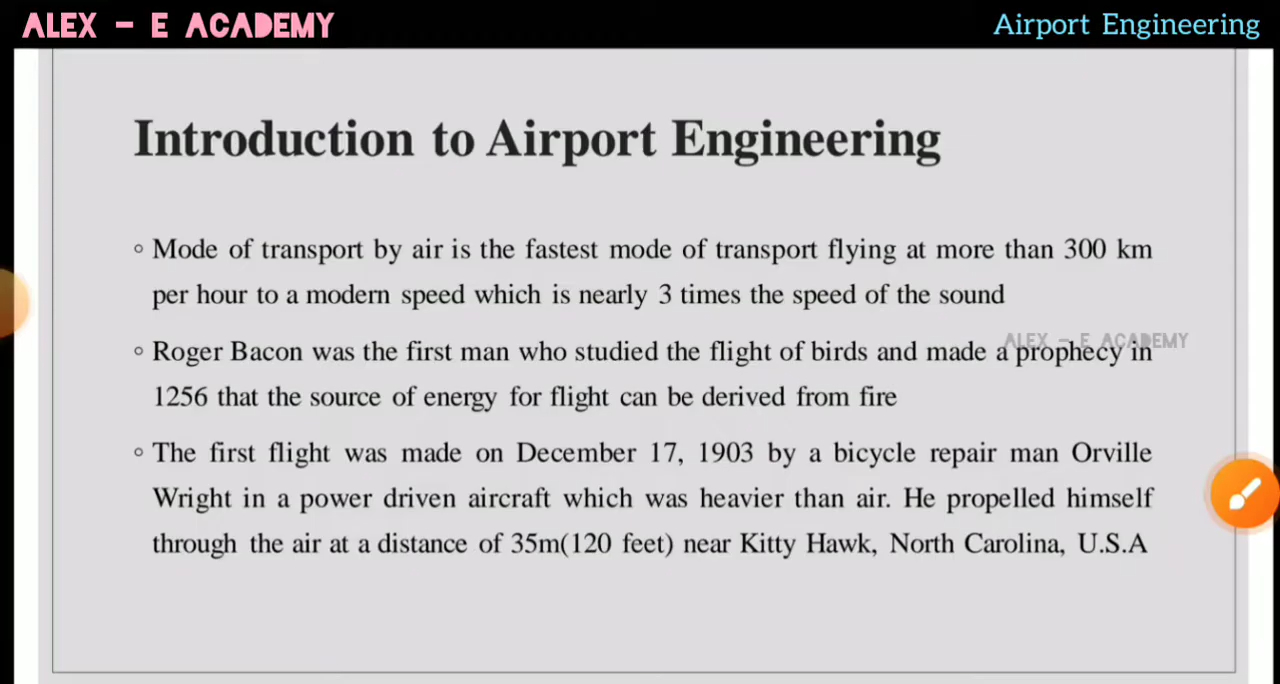 ALEX - E ACADEMY
Airport Engineering
Introduction to Airport Engineering
◦ Mode of transport by air is the fastest mode of transport flying at more than 300 km
per hour to a modern speed which is nearly 3 times the speed of the sound
ALEX - E ACADEMY
◦ Roger Bacon was the first man who studied the flight of birds and made a prophecy in
1256 that the source of energy for flight can be derived from fire
◦ The first flight was made on December 17, 1903 by a bicycle repair man Orville
Wright in a power driven aircraft which was heavier than air. He propelled himself
through the air at a distance of 35m(120 feet) near Kitty Hawk, North Carolina, U.S.A